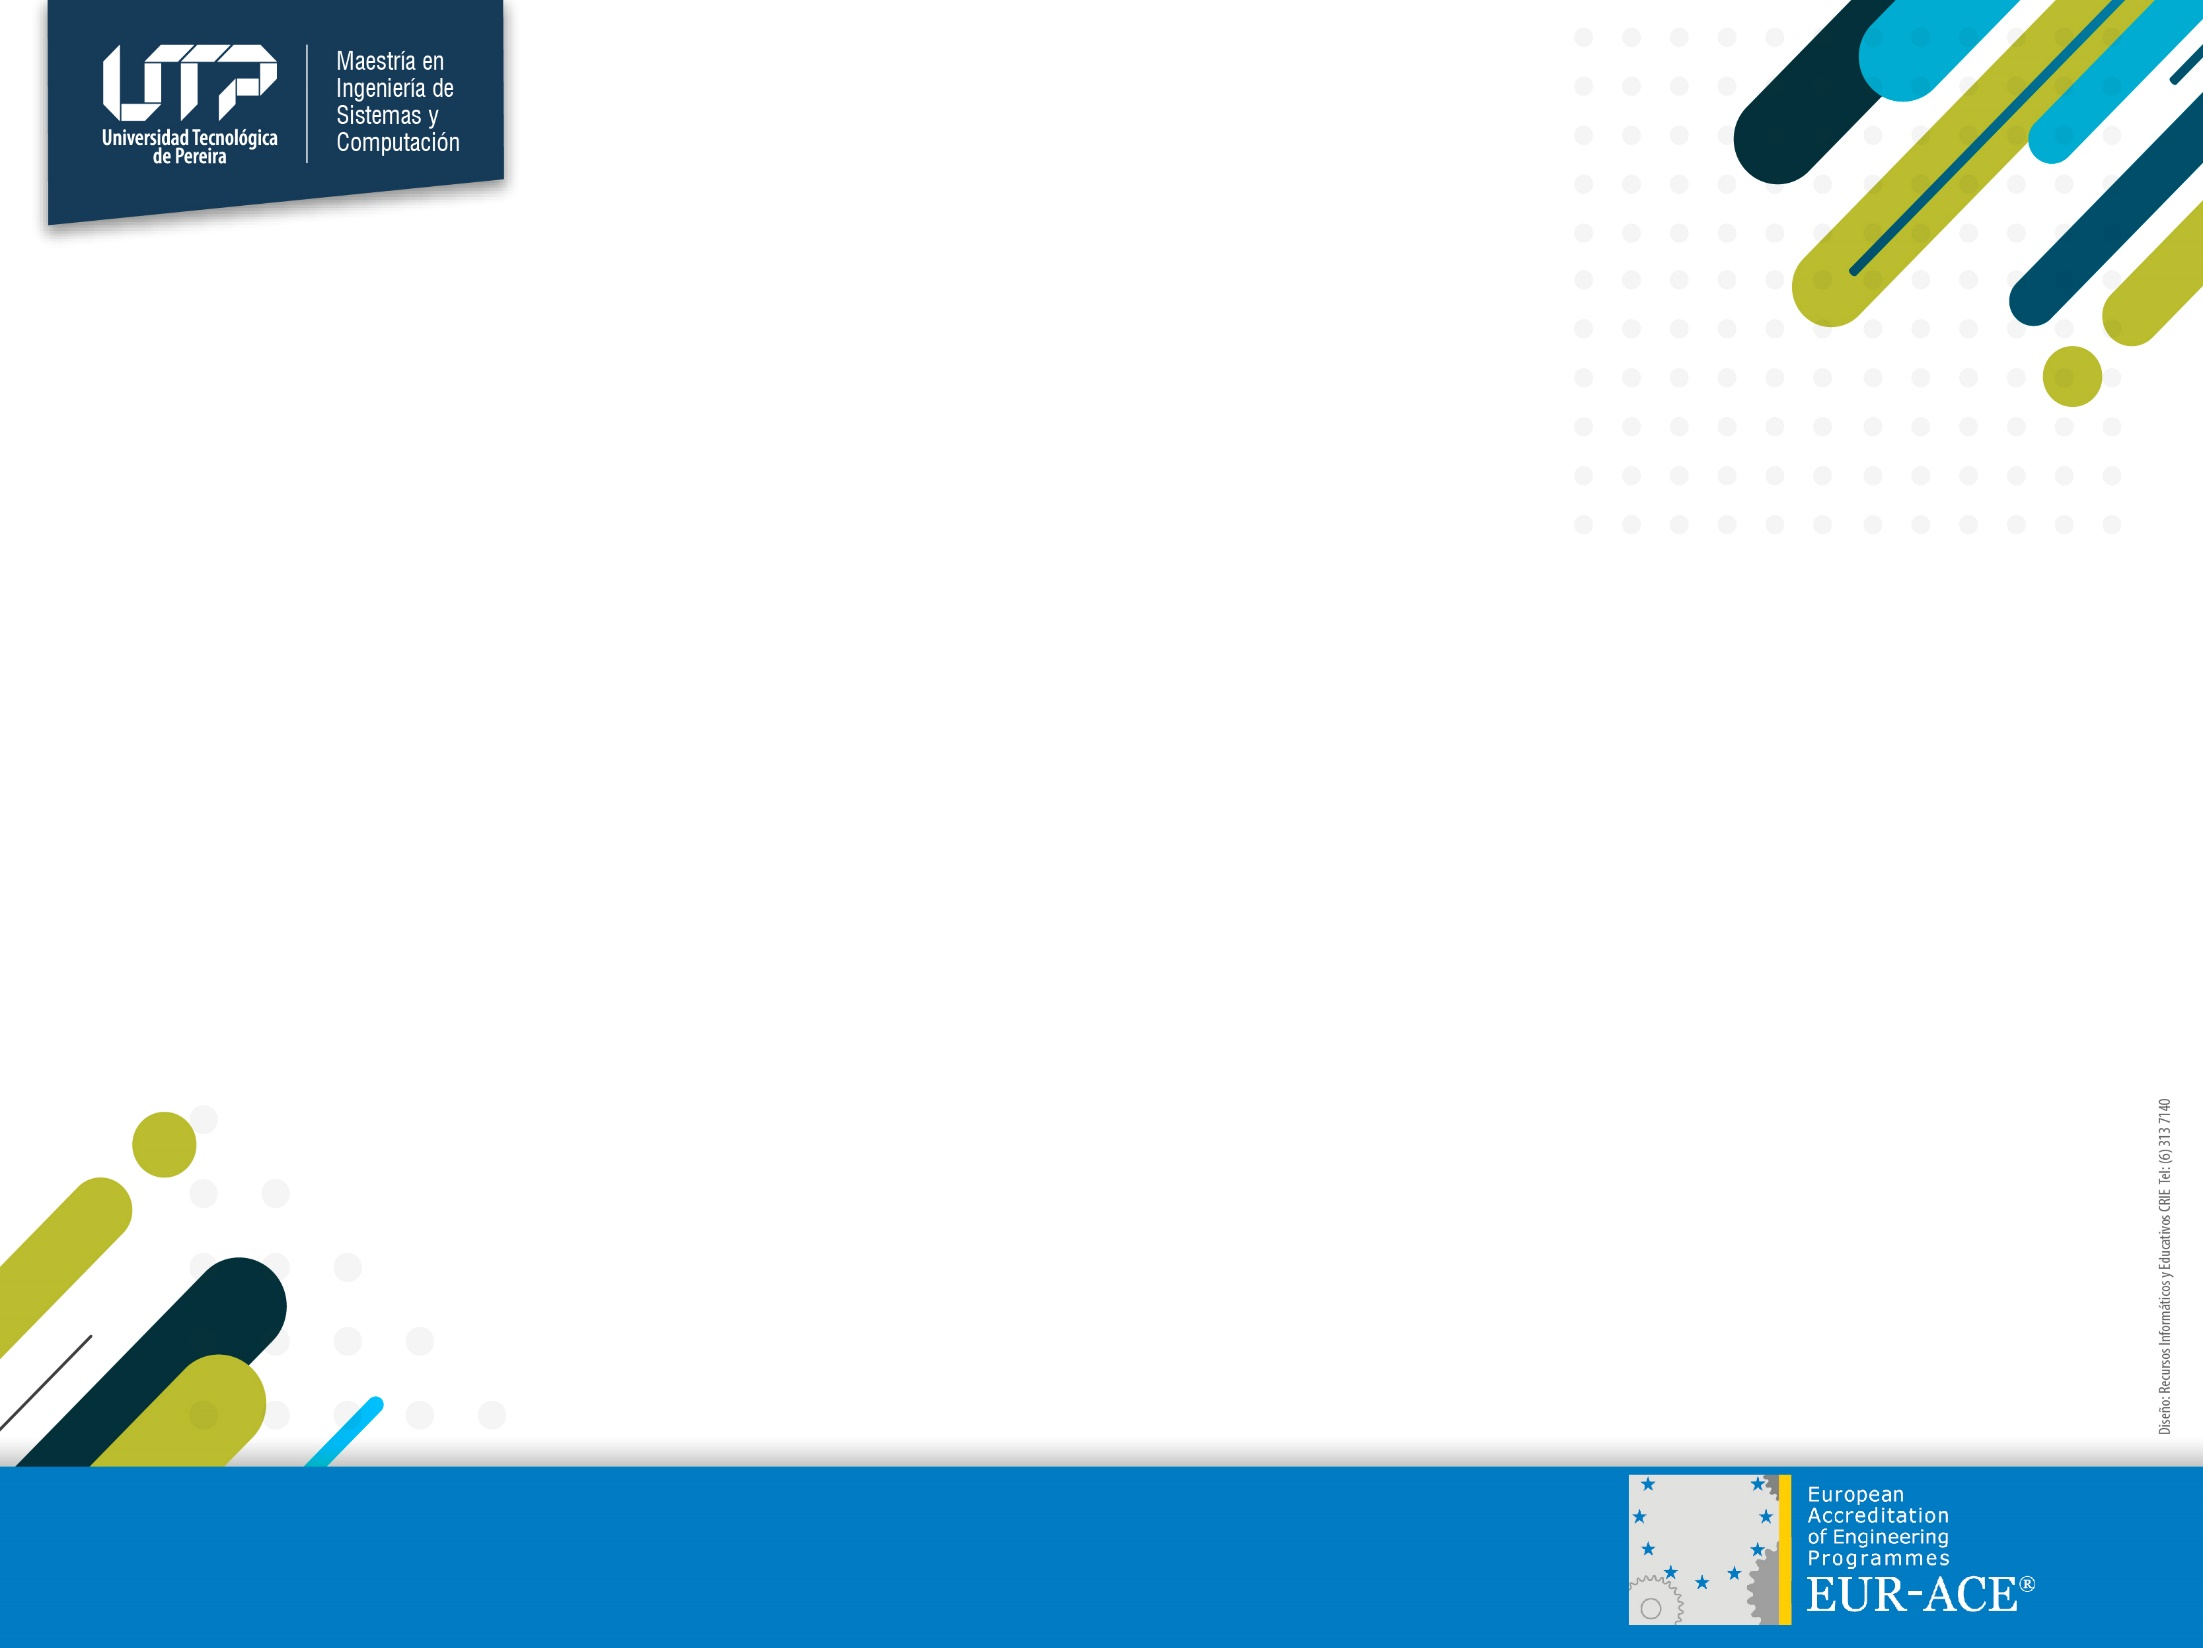 UTP
Universidad Tecnológica
de Pereira
Maestría en
Ingeniería de
Sistemas y
Computación
Diseño: Recursos Informáticos y Educativos CRIE Tel: (6) 313 7140
European
Accreditation
of Engineering
Programmes
EUR-ACE®